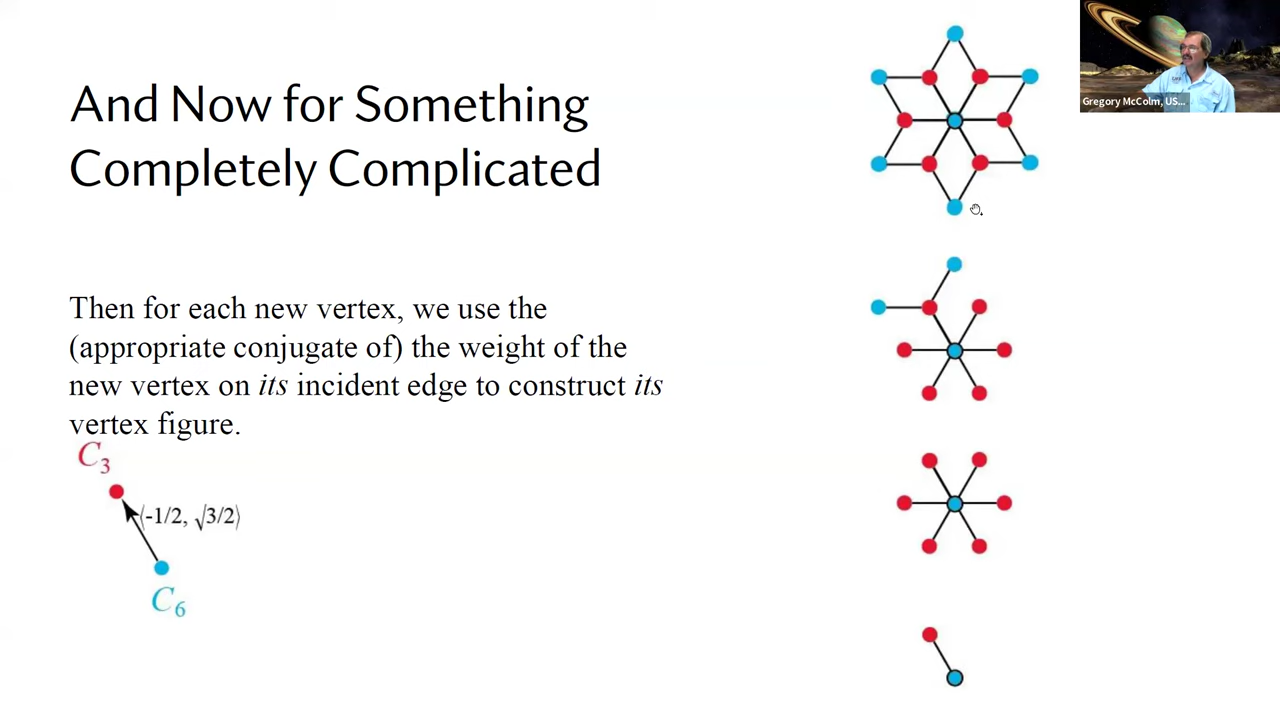 And Now for Something
Completely Complicated
Gregory McColm, US...
Then for each new vertex, we use the
(appropriate conjugate of) the weight of the
new vertex on its incident edge to construct its
vertex figure.
C₃
⟨-1/2, √3/2⟩
C₆